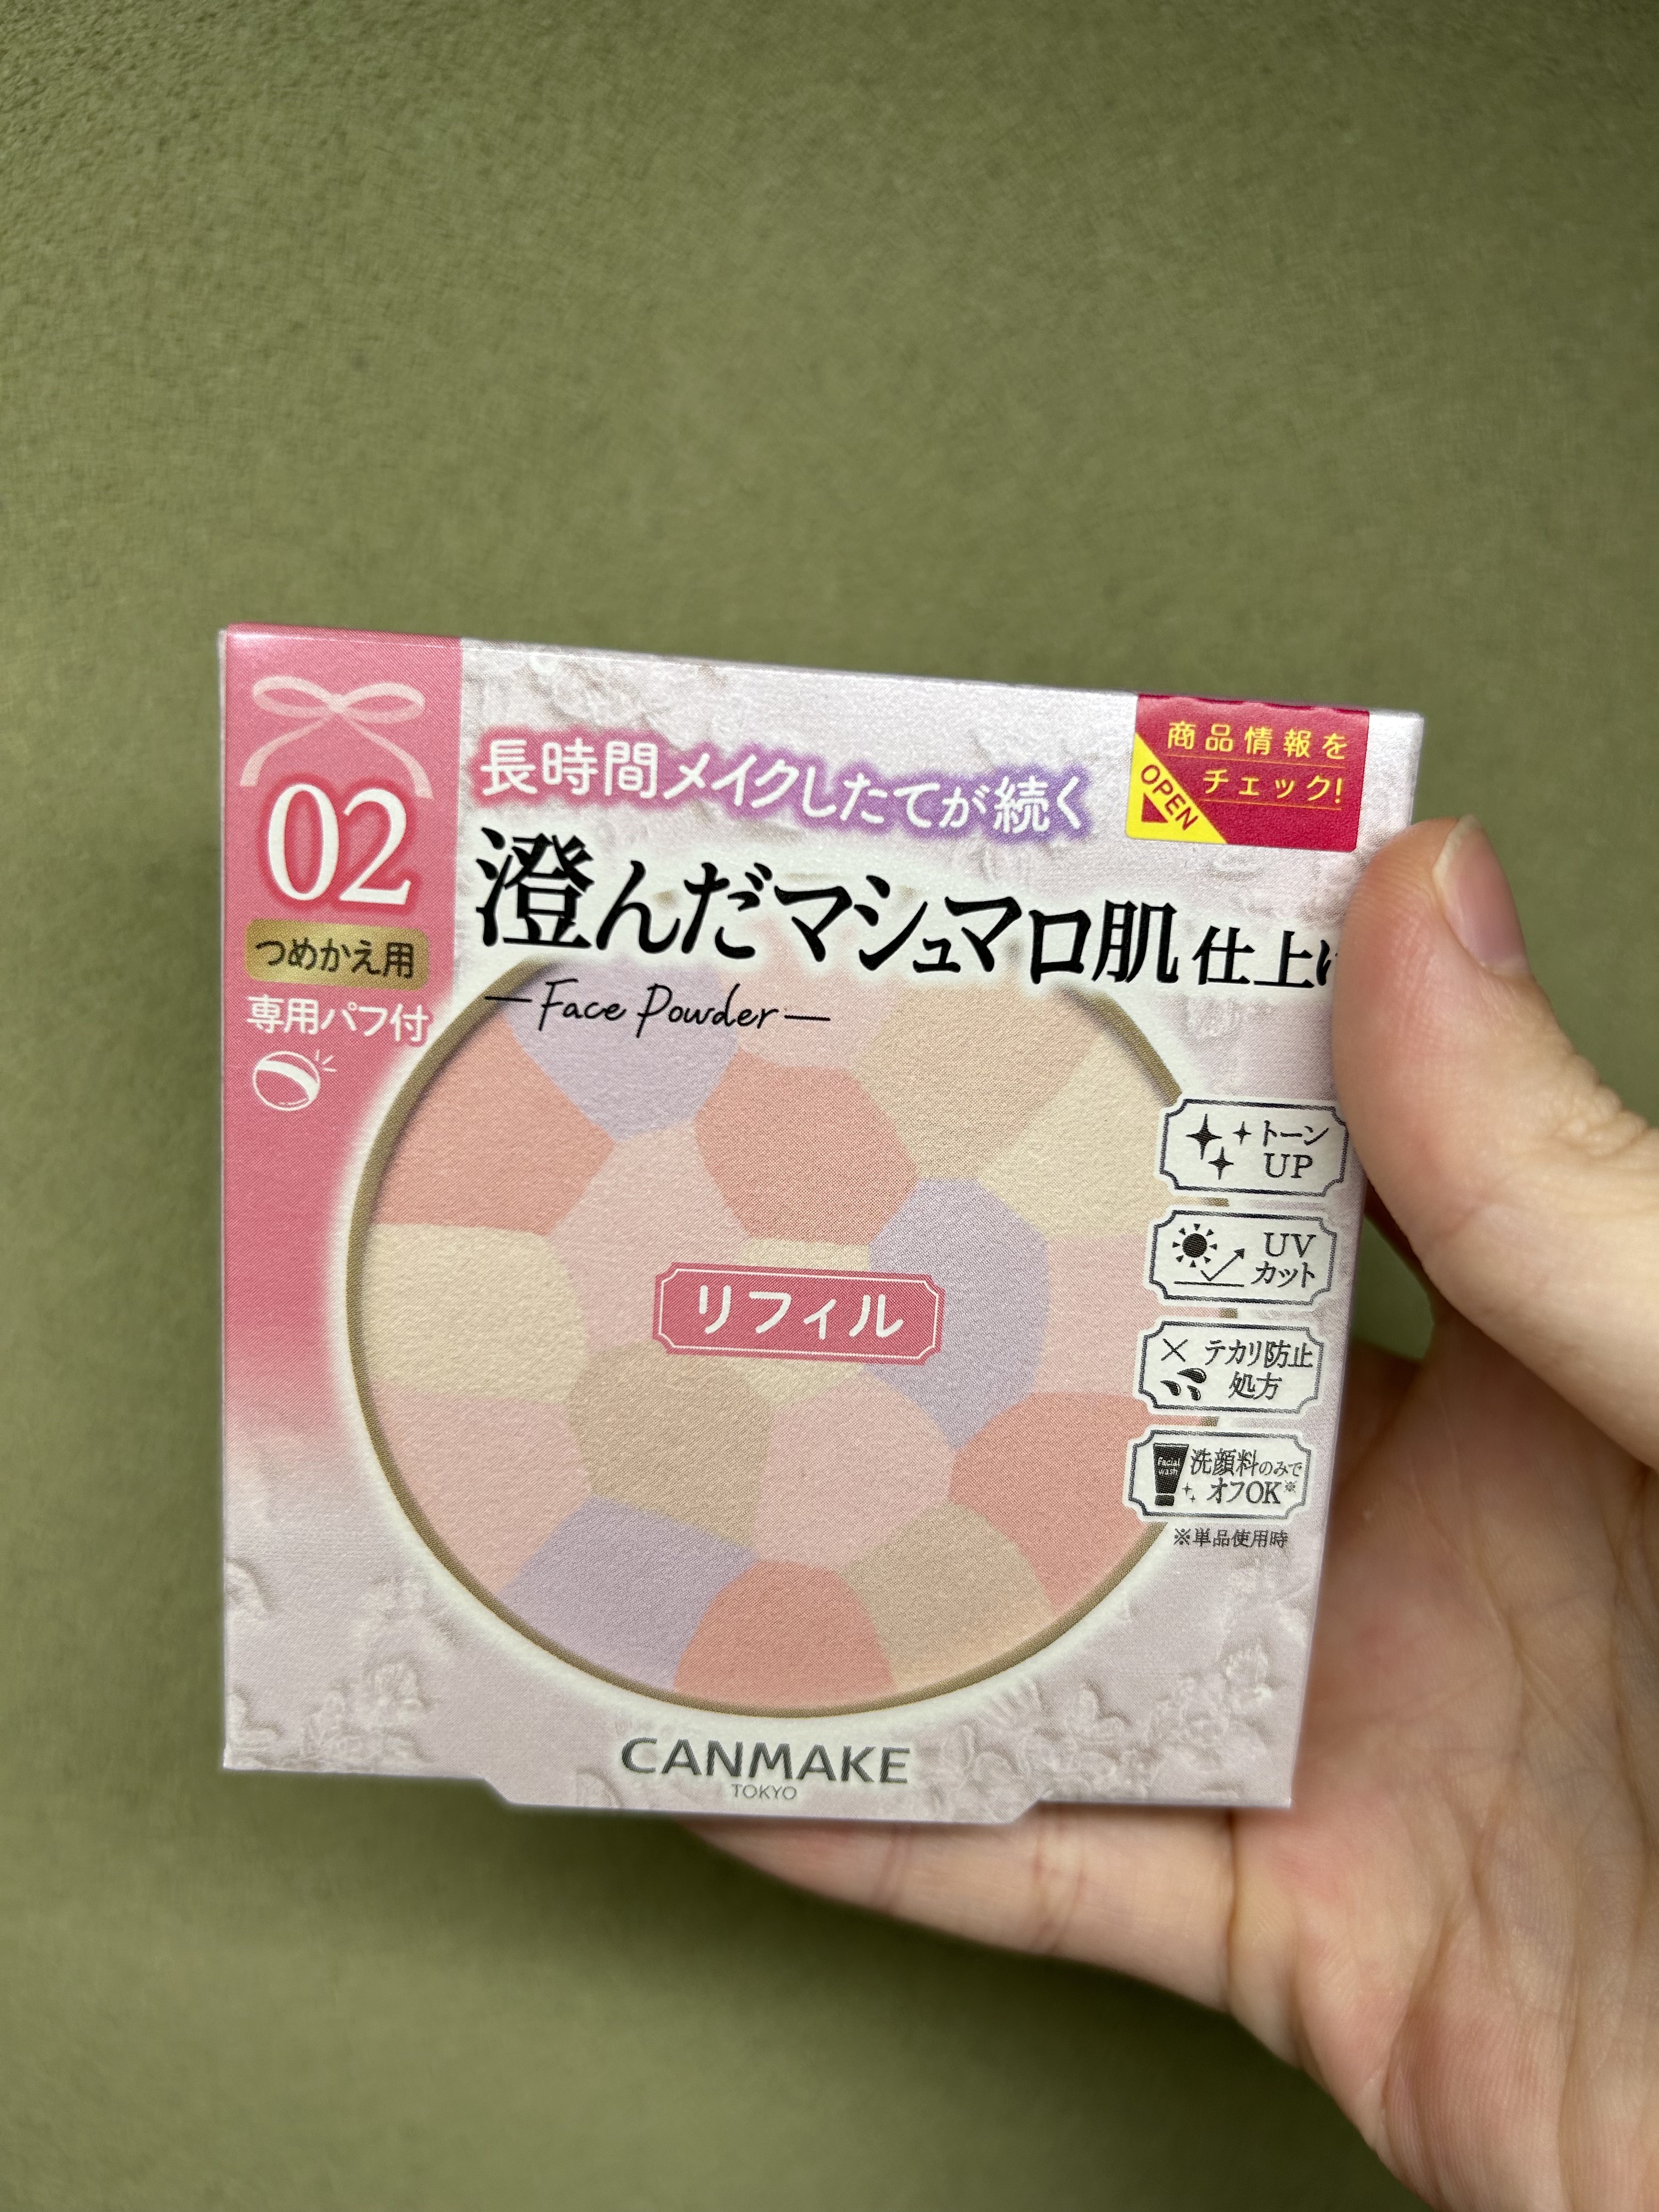 02
つめかえ用
専用パフ付
長時間メイクしたてが続く
澄んだマシュマロ肌 仕上げ
Face Powder
商品情報を
チェック!
OPEN
リフィル
トーン
UP
UV
カット
テカリ防止
処方
Facial
wash
洗顔料のみで
オフOK※
※単品使用時
CANMAKE
TOKYO